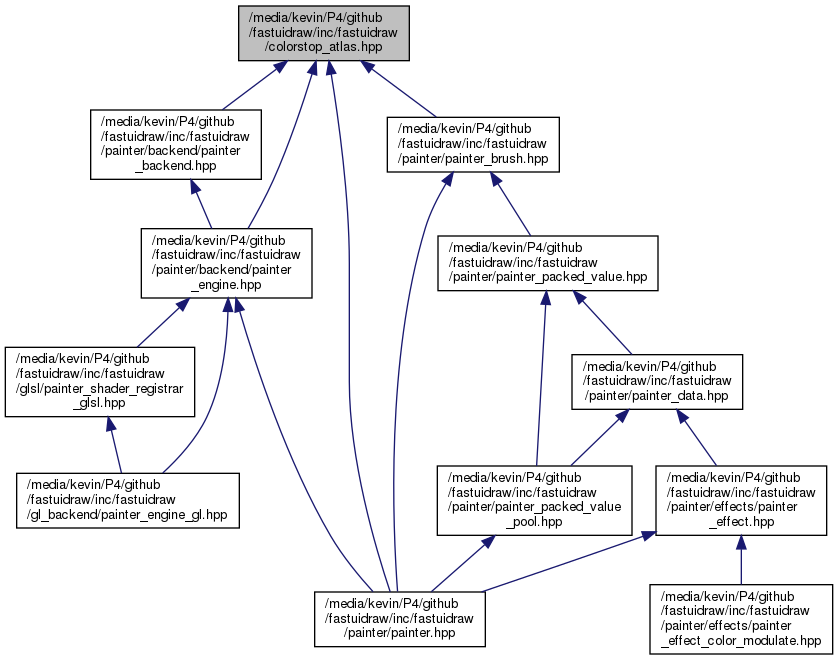 /media/kevin/P4/github
/fastuidraw/inc/fastuidraw
/colorstop_atlas.hpp
/media/kevin/P4/github
/fastuidraw/inc/fastuidraw
/painter/backend/painter
_backend.hpp
/media/kevin/P4/github
/fastuidraw/inc/fastuidraw
/painter/painter_brush.hpp
/media/kevin/P4/github
/fastuidraw/inc/fastuidraw
/painter/backend/painter
_engine.hpp
/media/kevin/P4/github
/fastuidraw/inc/fastuidraw
/painter/painter_packed_value.hpp
/media/kevin/P4/github
/fastuidraw/inc/fastuidraw
/glsl/painter_shader_registrar
_glsl.hpp
/media/kevin/P4/github
/fastuidraw/inc/fastuidraw
/painter/painter_data.hpp
/media/kevin/P4/github
/fastuidraw/inc/fastuidraw
/gl_backend/painter_engine_gl.hpp
/media/kevin/P4/github
/fastuidraw/inc/fastuidraw
/painter/painter_packed_value
_pool.hpp
/media/kevin/P4/github
/fastuidraw/inc/fastuidraw
/painter/effects/painter
_effect.hpp
/media/kevin/P4/github
/fastuidraw/inc/fastuidraw
/painter/painter.hpp
/media/kevin/P4/github
/fastuidraw/inc/fastuidraw
/painter/effects/painter
_effect_color_modulate.hpp